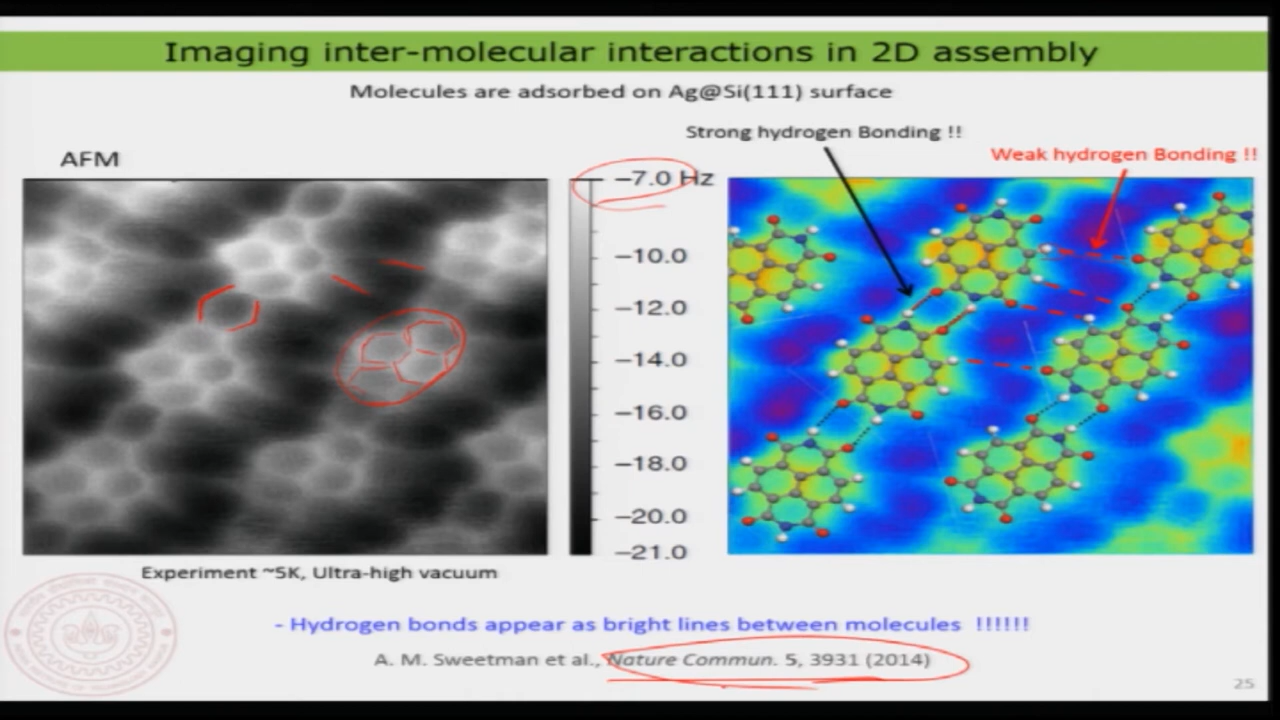 Imaging inter-molecular interactions in 2D assembly
Molecules are adsorbed on Ag@Si(111) surface
Strong hydrogen Bonding !!
Weak hydrogen Bonding !!
AFM
−7.0 Hz
−10.0
−12.0
−14.0
−16.0
−18.0
−20.0
−21.0
Experiment ~5K, Ultra-high vacuum
- Hydrogen bonds appear as bright lines between molecules !!!!!!
A. M. Sweetman et al., Nature Commun. 5, 3931 (2014)
25